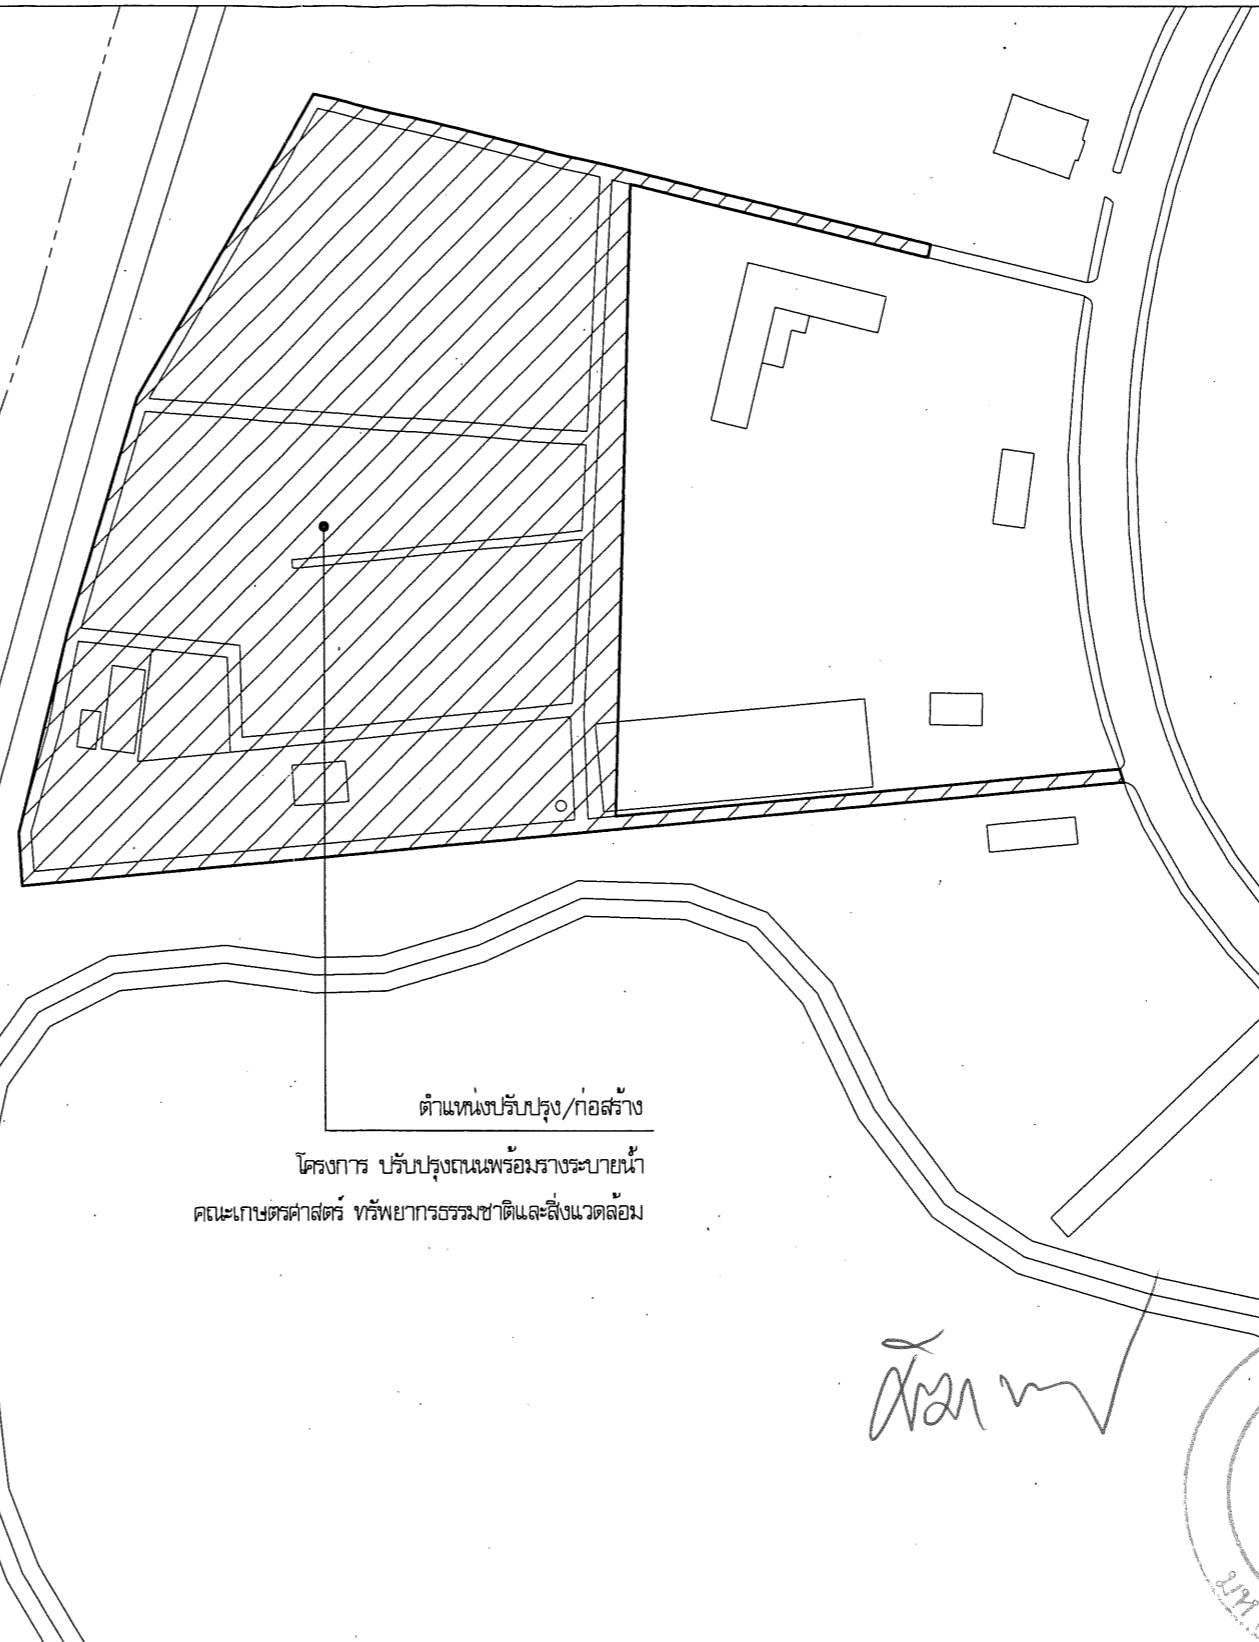 ตำแหน่งปรับปรุง/ก่อสร้าง
โครงการ ปรับปรุงถนนพร้อมรางระบายน้ำ
คณะเกษตรศาสตร์ ทรัพยากรธรรมชาติและสิ่งแวดล้อม